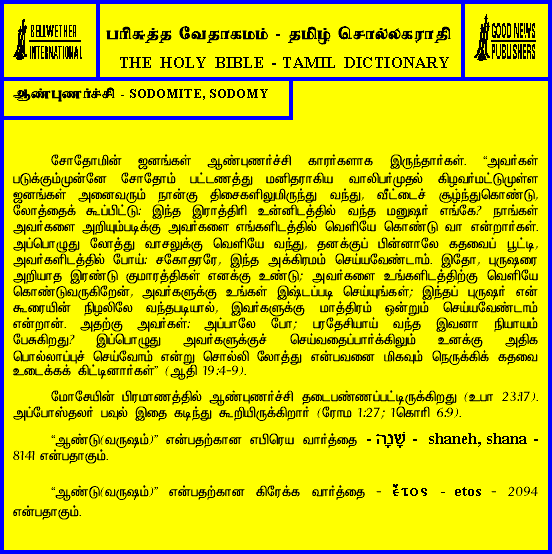 BELLWETHER
INTERNATIONAL
பரிசுத்த வேதாகமம் - தமிழ் சொல்லகராதி
THE HOLY BIBLE - TAMIL DICTIONARY
GOOD NEWS
PUBLISHERS
ஆண்புணர்ச்சி - SODOMITE, SODOMY
சோதோமின் ஜனங்கள் ஆண்புணர்ச்சி காரர்களாக இருந்தார்கள். “அவர்கள்
படுக்கும்முன்னே சோதோம் பட்டணத்து மனிதராகிய வாலிபர்முதல் கிழவர்மட்டுமுள்ள
ஜனங்கள் அனைவரும் நான்கு திசைகளிலுமிருந்து வந்து, வீட்டைச் சூழ்ந்துகொண்டு,
லோத்தைக் கூப்பிட்டு: இந்த இராத்திரி உன்னிடத்தில் வந்த மனுஷர் எங்கே? நாங்கள்
அவர்களை அறியும்படிக்கு அவர்களை எங்களிடத்தில் வெளியே கொண்டு வா என்றார்கள்.
அப்பொழுது லோத்து வாசலுக்கு வெளியே வந்து, தனக்குப் பின்னாலே கதவைப் பூட்டி,
அவர்களிடத்தில் போய்: சகோதரரே, இந்த அக்கிரமம் செய்யவேண்டாம். இதோ, புருஷரை
அறியாத இரண்டு குமாரத்திகள் எனக்கு உண்டு; அவர்களை உங்களிடத்திற்கு வெளியே
கொண்டுவருகிறேன், அவர்களுக்கு உங்கள் இஷ்டப்படி செய்யுங்கள்; இந்தப் புருஷர் என்
கூரையின் நிழலிலே வந்தபடியால், இவர்களுக்கு மாத்திரம் ஒன்றும் செய்யவேண்டாம்
என்றான். அதற்கு அவர்கள்: அப்பாலே போ; பரதேசியாய் வந்த இவனா நியாயம்
பேசுகிறது? இப்பொழுது அவர்களுக்குச் செய்வதைப்பார்க்கிலும் உனக்கு அதிக
பொல்லாப்புச் செய்வோம் என்று சொல்லி லோத்து என்பவனை மிகவும் நெருக்கிக் கதவை
உடைக்கக் கிட்டினார்கள்” (ஆதி 19:4-9).
மோசேயின் பிரமாணத்தில் ஆண்புணர்ச்சி தடைபண்ணப்பட்டிருக்கிறது (உபா 23:17).
அப்போஸ்தலர் பவுல் இதை கடிந்து கூறியிருக்கிறார் (ரோம 1:27; 1கொரி 6:9).
“ஆண்டு(வருஷம்)” என்பதற்கான எபிரெய வார்த்தை - שָׁנָה - shaneh, shana -
8141 என்பதாகும்.
“ஆண்டு(வருஷம்)” என்பதற்கான கிரேக்க வார்த்தை - ἔτος - etos - 2094
என்பதாகும்.